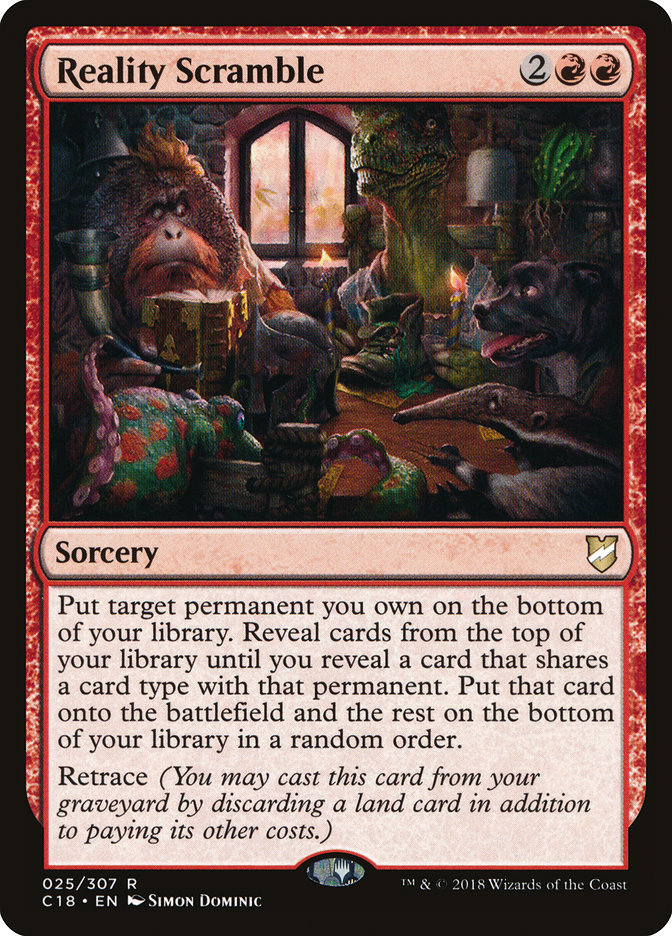 Reality Scramble 2
Sorcery
Put target permanent you own on the bottom
of your library. Reveal cards from the top of
your library until you reveal a card that shares
a card type with that permanent. Put that card
onto the battlefield and the rest on the bottom
of your library in a random order.
Retrace (You may cast this card from your
graveyard by discarding a land card in addition
to paying its other costs.)
025/307 R
C18 • EN Simon Dominic
™ & © 2018 Wizards of the Coast